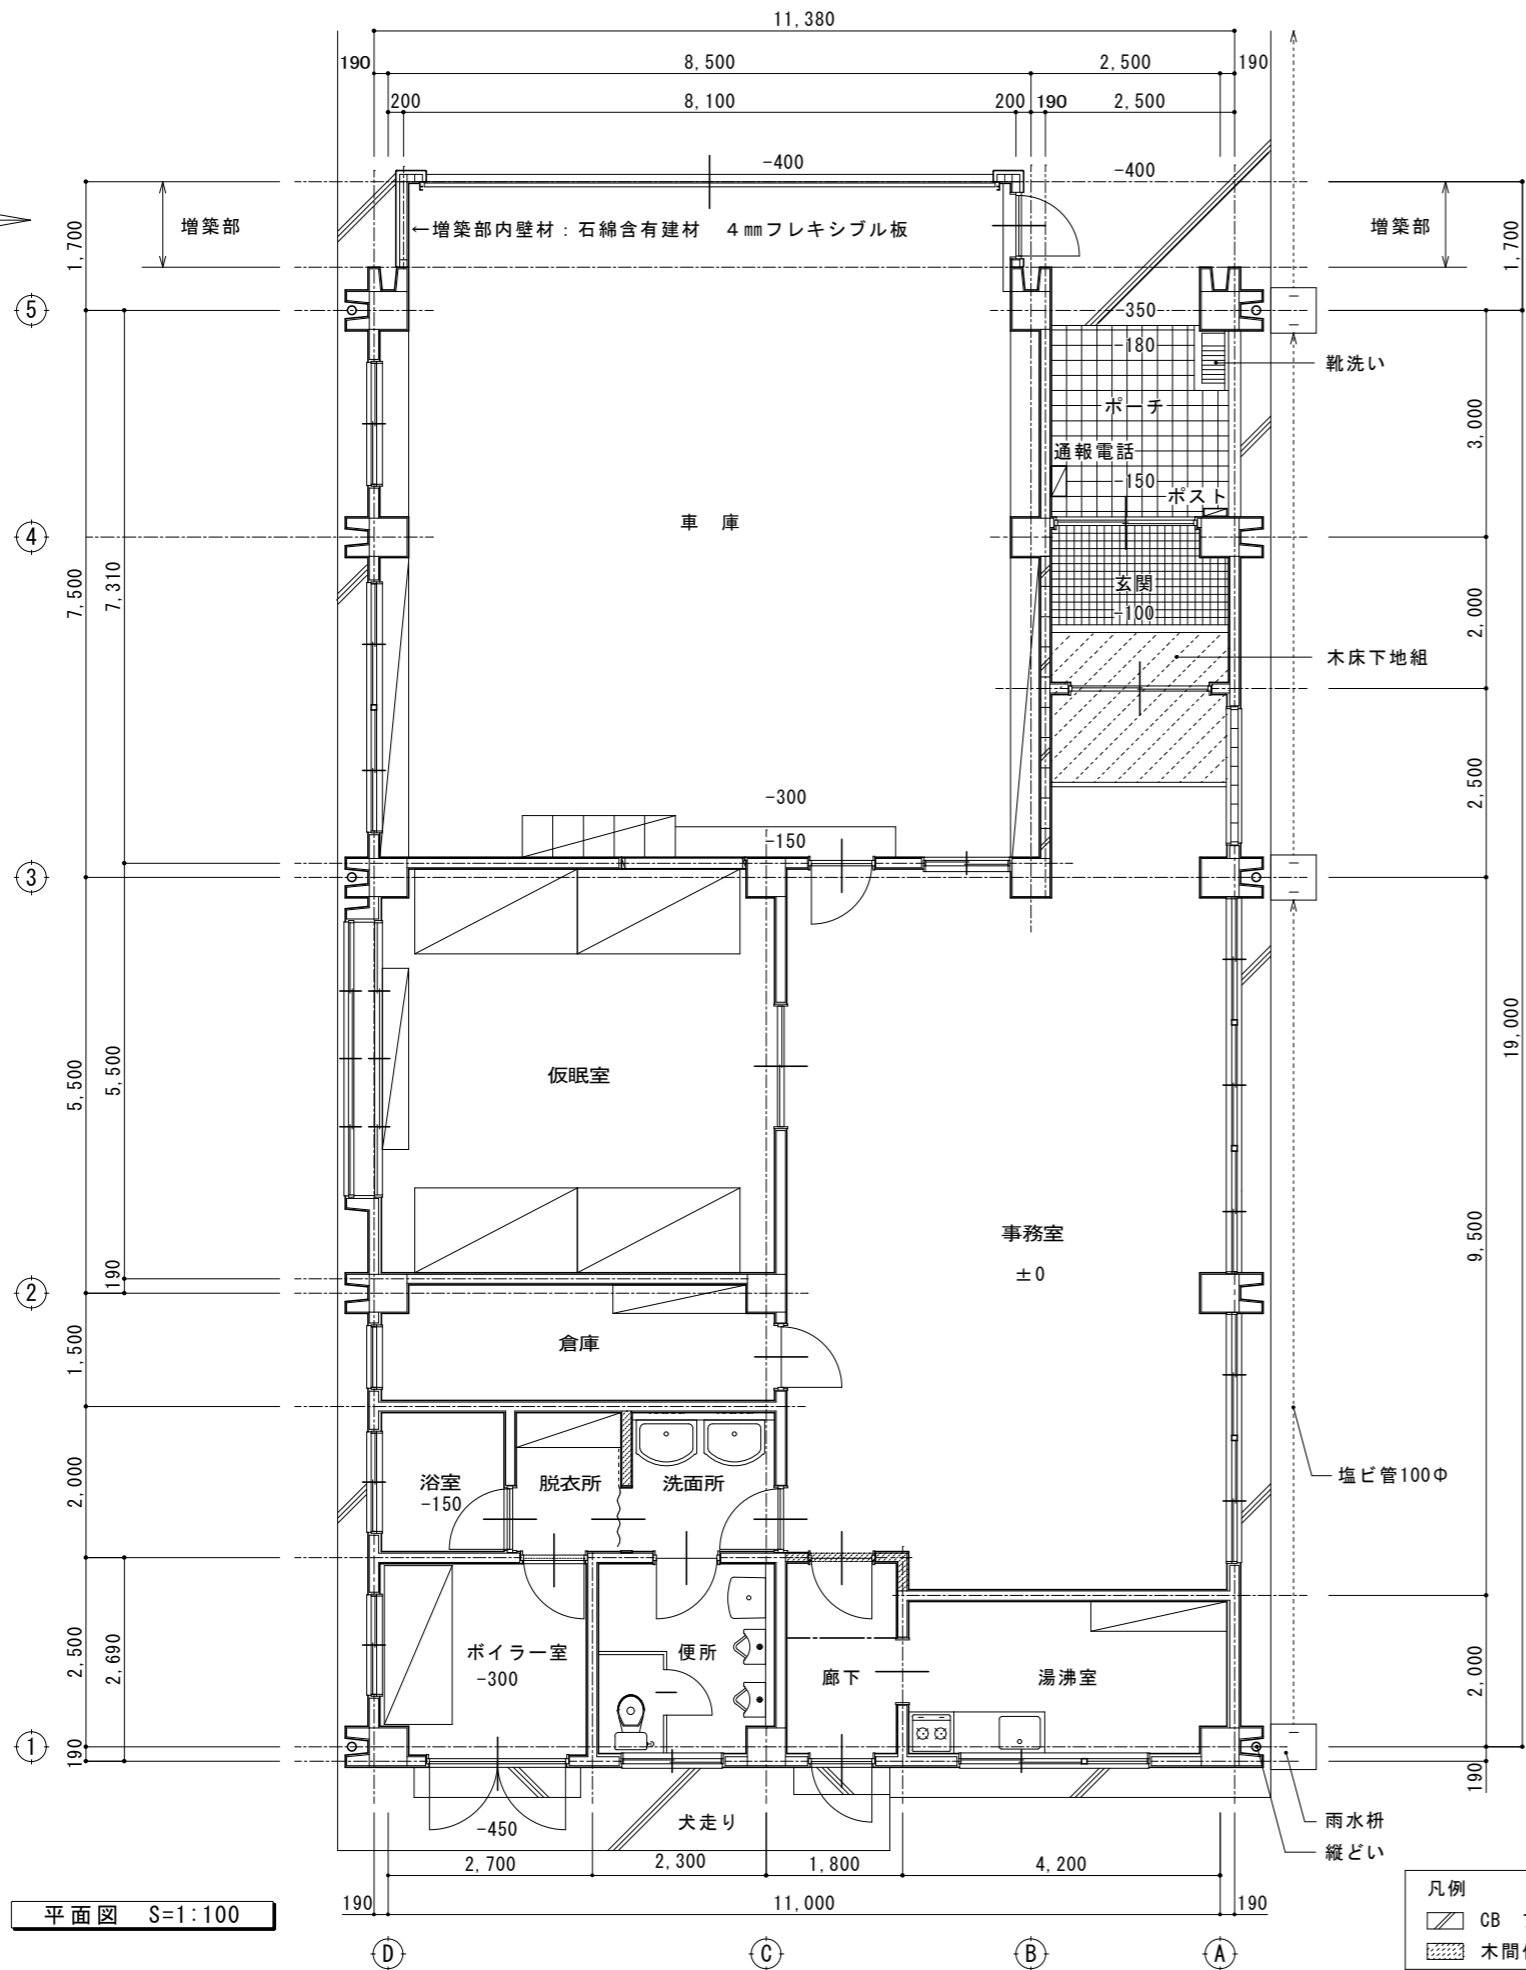 11,380
190
8,500
2,500
190
200
8,100
200
190
2,500
-400
-400
増築部
←増築部内壁材：石綿含有建材　4㎜フレキシブル板
増築部
1,700
1,700
5
-350
-180
靴洗い
ポーチ
3,000
通報電話
-150
ポスト
車　庫
4
玄関
-100
7,500
7,310
2,000
木床下地組
2,500
-300
-150
3
19,000
5,500
5,500
仮眠室
事務室
±0
9,500
190
2
倉庫
1,500
塩ビ管100Φ
浴室
-150
脱衣所
洗面所
2,000
ボイラー室
-300
便所
廊下
湯沸室
2,500
2,690
2,000
1
190
190
-450
犬走り
雨水枡
縦どい
2,700
2,300
1,800
4,200
190
11,000
190
平面図　S=1:100
凡例
CB
木間
D
C
B
A